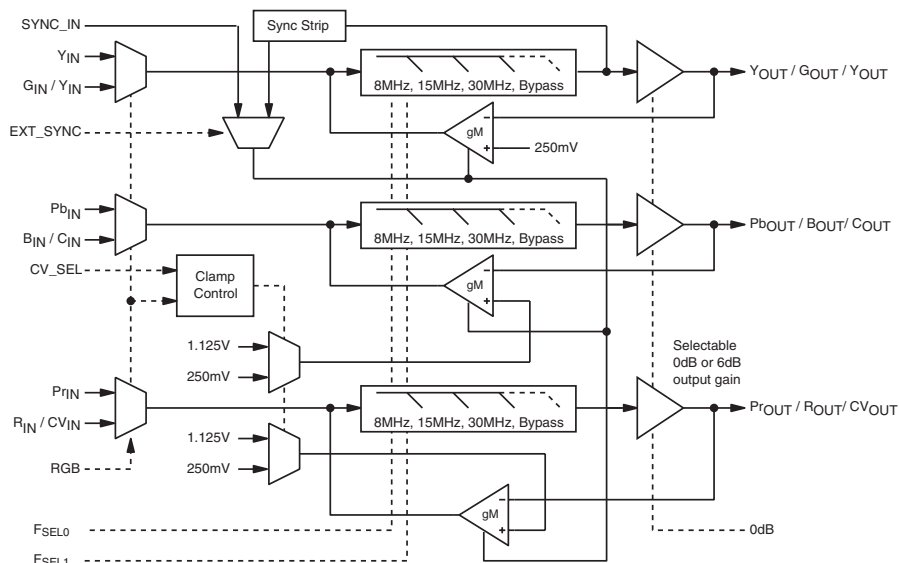 SYNC_IN
Sync Strip
YIN
GIN / YIN
8MHz, 15MHz, 30MHz, Bypass
YOUT / GOUT / YOUT
EXT_SYNC
gM
-
+
250mV
PbIN
BIN / CIN
8MHz, 15MHz, 30MHz, Bypass
PbOUT / BOUT/ COUT
CV_SEL
Clamp
Control
gM
-
+
1.125V
250mV
Selectable
0dB or 6dB
output gain
PrIN
RIN / CVIN
8MHz, 15MHz, 30MHz, Bypass
PrOUT / ROUT/ CVOUT
1.125V
250mV
RGB
gM
-
+
FSEL0
0dB
FSEL1